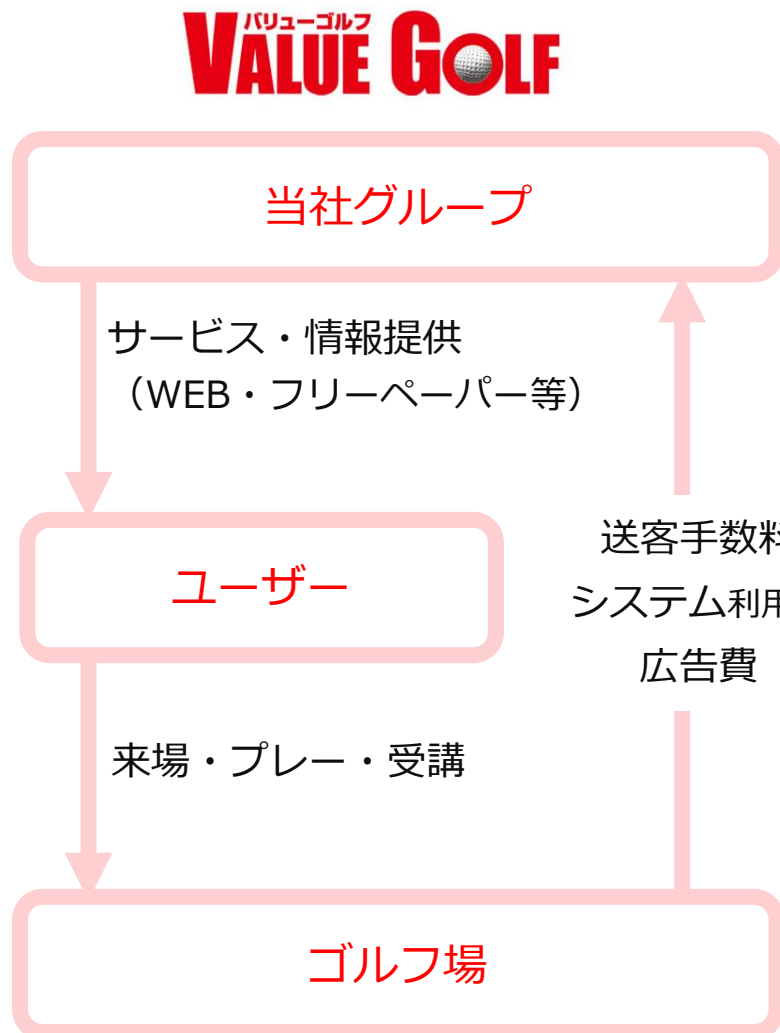 バリューゴルフ
VALUE GOLF
当社グループ
サービス・情報提供
（WEB・フリーペーパー等）
ユーザー
送客手数料
システム利用
広告費
来場・プレー・受講
ゴルフ場